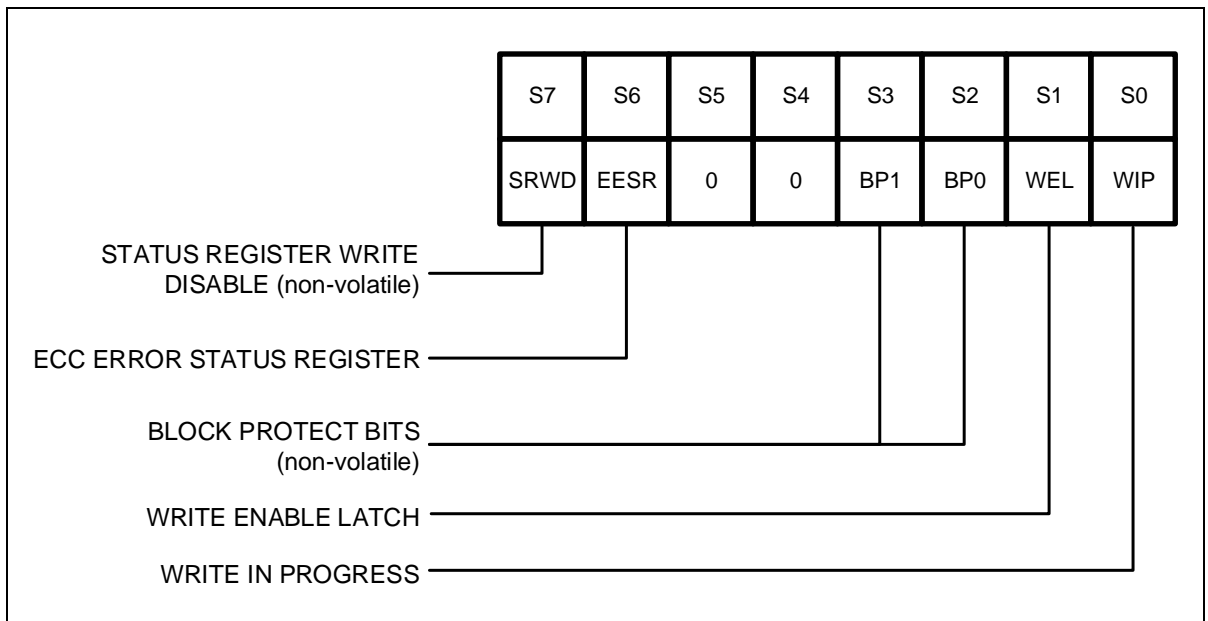 S7 S6 S5 S4 S3 S2 S1 S0
SRWD EESR 0 0 BP1 BP0 WEL WIP
STATUS REGISTER WRITE
DISABLE (non-volatile)
ECC ERROR STATUS REGISTER
BLOCK PROTECT BITS
(non-volatile)
WRITE ENABLE LATCH
WRITE IN PROGRESS